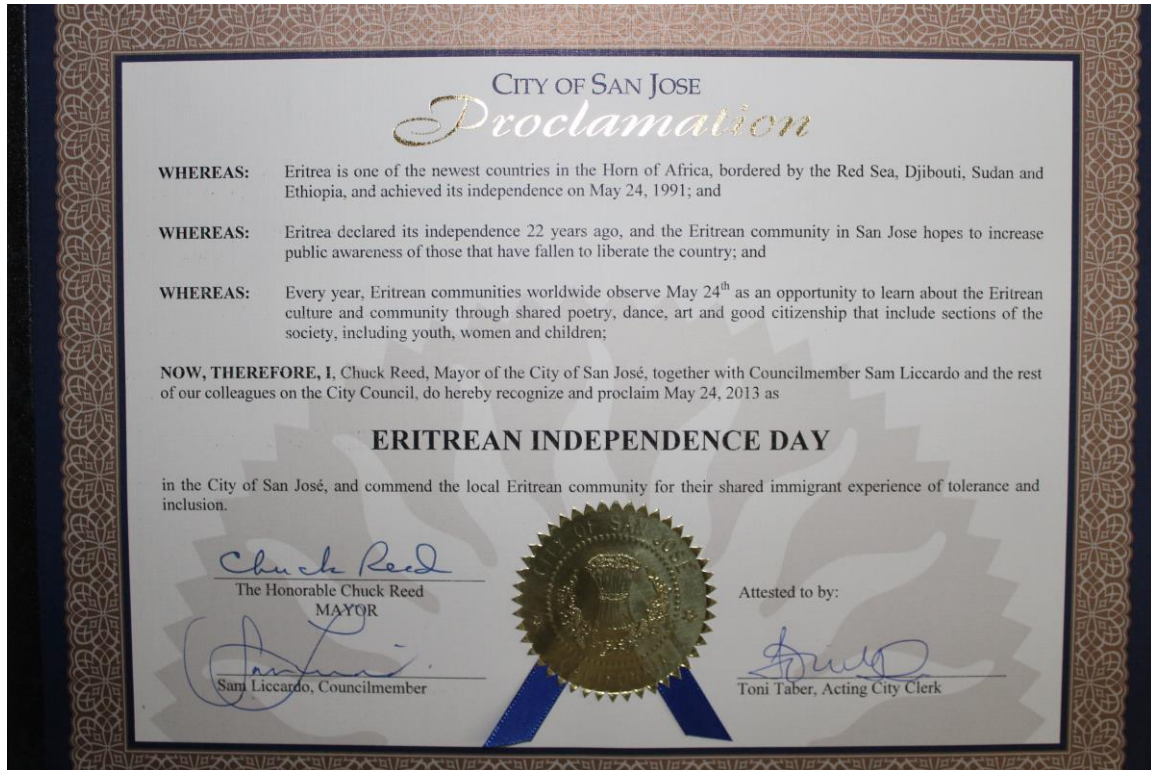 CITY OF SAN JOSE
Proclamation
WHEREAS: Eritrea is one of the newest countries in the Horn of Africa, bordered by the Red Sea, Djibouti, Sudan and
Ethiopia, and achieved its independence on May 24, 1991; and
WHEREAS: Eritrea declared its independence 22 years ago, and the Eritrean community in San Jose hopes to increase
public awareness of those that have fallen to liberate the country; and
WHEREAS: Every year, Eritrean communities worldwide observe May 24th as an opportunity to learn about the Eritrean
culture and community through shared poetry, dance, art and good citizenship that include sections of the
society, including youth, women and children;
NOW, THEREFORE, I, Chuck Reed, Mayor of the City of San José, together with Councilmember Sam Liccardo and the rest
of our colleagues on the City Council, do hereby recognize and proclaim May 24, 2013 as
ERITREAN INDEPENDENCE DAY
in the City of San José, and commend the local Eritrean community for their shared immigrant experience of tolerance and
inclusion.
Chuck Reed
The Honorable Chuck Reed
MAYOR
Sam Liccardo, Councilmember
CITY OF SAN JOSE
Attested to by:
Toni Taber, Acting City Clerk